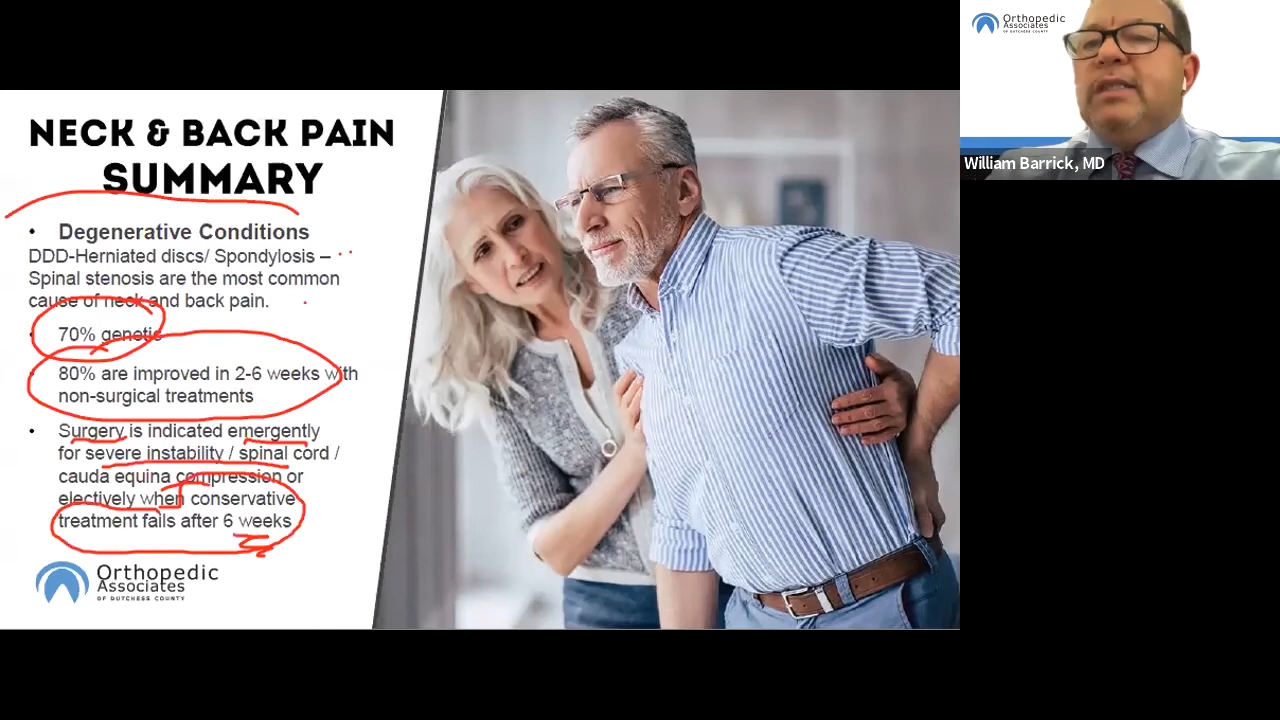 NECK & BACK PAIN
SUMMARY
• Degenerative Conditions
DDD-Herniated discs/ Spondylosis –
Spinal stenosis are the most common
cause of neck and back pain.
• 70% genetic
• 80% are improved in 2-6 weeks with
non-surgical treatments
• Surgery is indicated emergently
for severe instability / spinal cord /
cauda equina compression or
electively when conservative
treatment fails after 6 weeks
Orthopedic
Associates
OF DUTCHESS COUNTY
Orthopedic
Associates
OF DUTCHESS COUNTY
William Barrick, MD